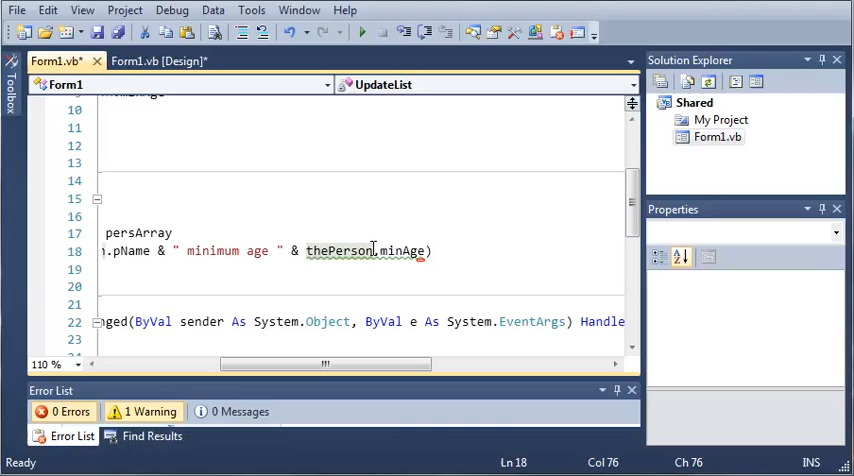 File Edit View Project Debug Data Tools Window Help
Form1.vb* Form1.vb [Design]*
Form1 UpdateList
Toolbox
10
11
12
13
14
15
16
17 persArray
18 .pName & " minimum age " & thePerson.minAge)
19
20
21
22 nged(ByVal sender As System.Object, ByVal e As System.EventArgs) Handle
23
110 %
Error List
0 Errors 1 Warning 0 Messages
Error List Find Results
Ready Ln 18 Col 76 Ch 76 INS
Solution Explorer
Shared
My Project
Form1.vb
Properties